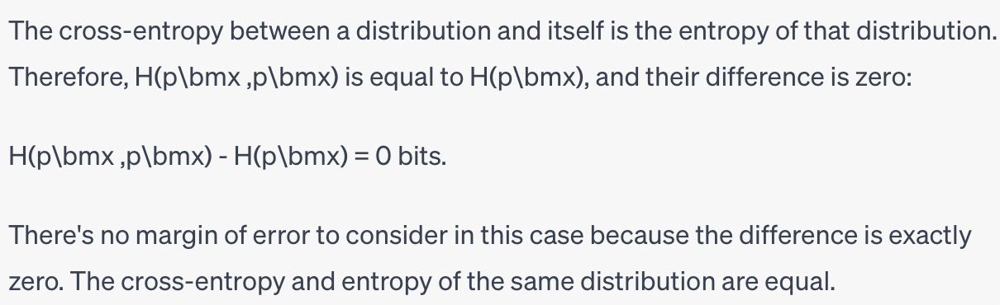 The cross-entropy between a distribution and itself is the entropy of that distribution.
Therefore, H(p\bmx ,p\bmx) is equal to H(p\bmx), and their difference is zero:
H(p\bmx ,p\bmx) - H(p\bmx) = 0 bits.
There's no margin of error to consider in this case because the difference is exactly
zero. The cross-entropy and entropy of the same distribution are equal.